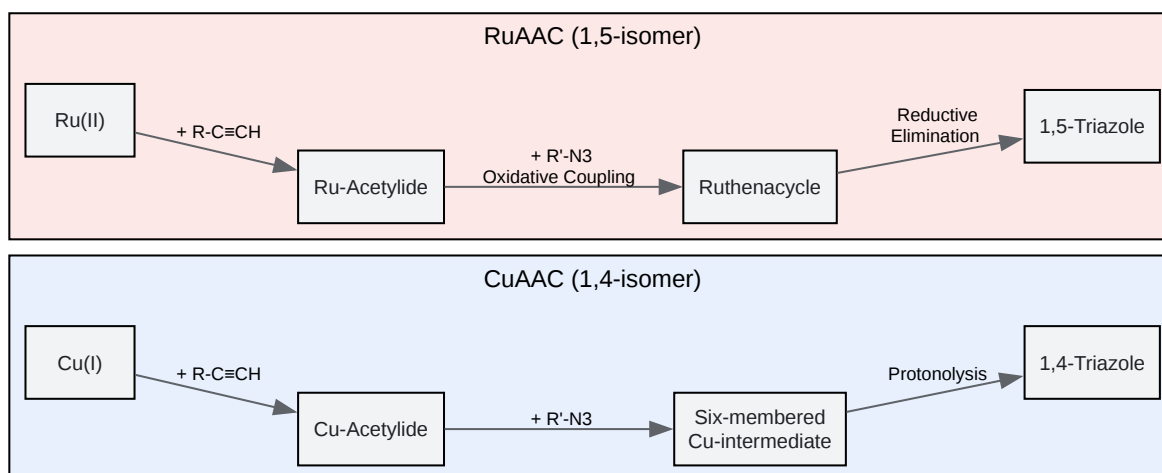 RuAAC (1,5-isomer)
Ru(II)
+ R-C≡CH
Ru-Acetylide
+ R'-N3
Oxidative Coupling
Ruthenacycle
Reductive
Elimination
1,5-Triazole
CuAAC (1,4-isomer)
Cu(I)
+ R-C≡CH
Cu-Acetylide
+ R'-N3
Six-membered
Cu-intermediate
Protonolysis
1,4-Triazole